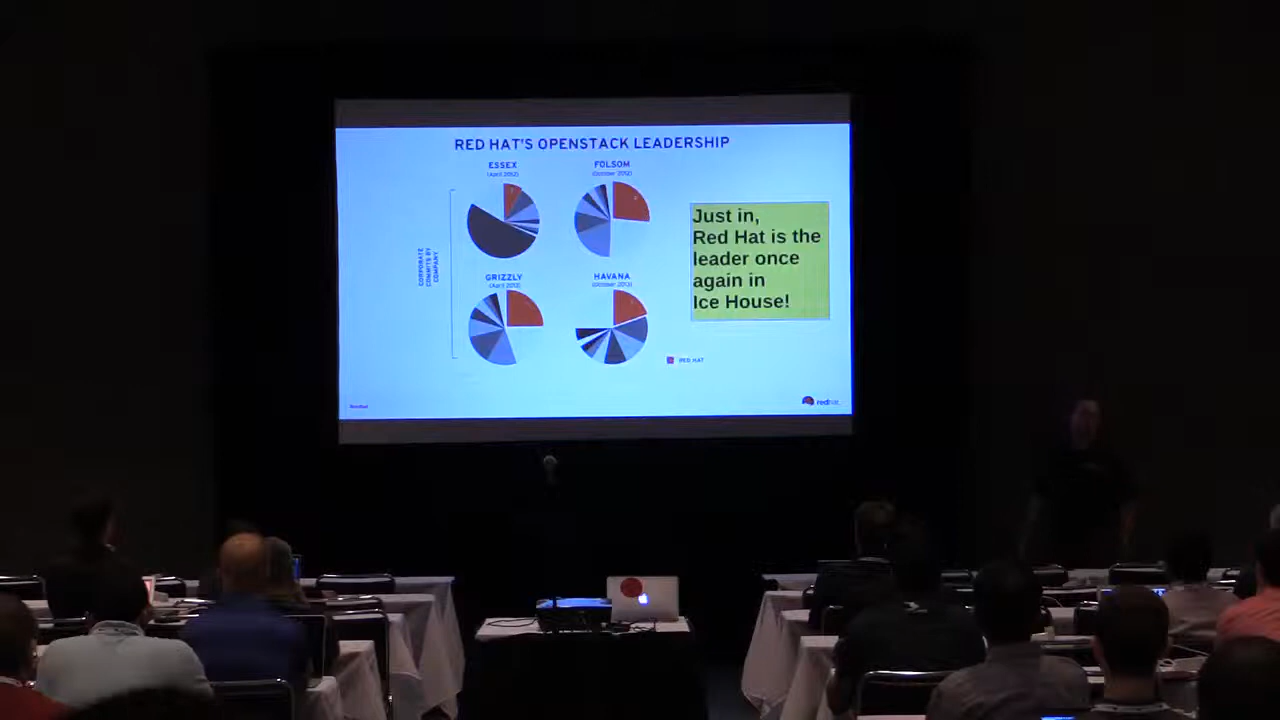 RED HAT'S OPENSTACK LEADERSHIP
ESSEX
(April 2012)
FOLSOM
(October 2012)
CORPORATE
COMMITS BY
COMPANY
GRIZZLY
(April 2013)
HAVANA
(October 2013)
RED HAT
Just in,
Red Hat is the
leader once
again in
Ice House!
redhat.